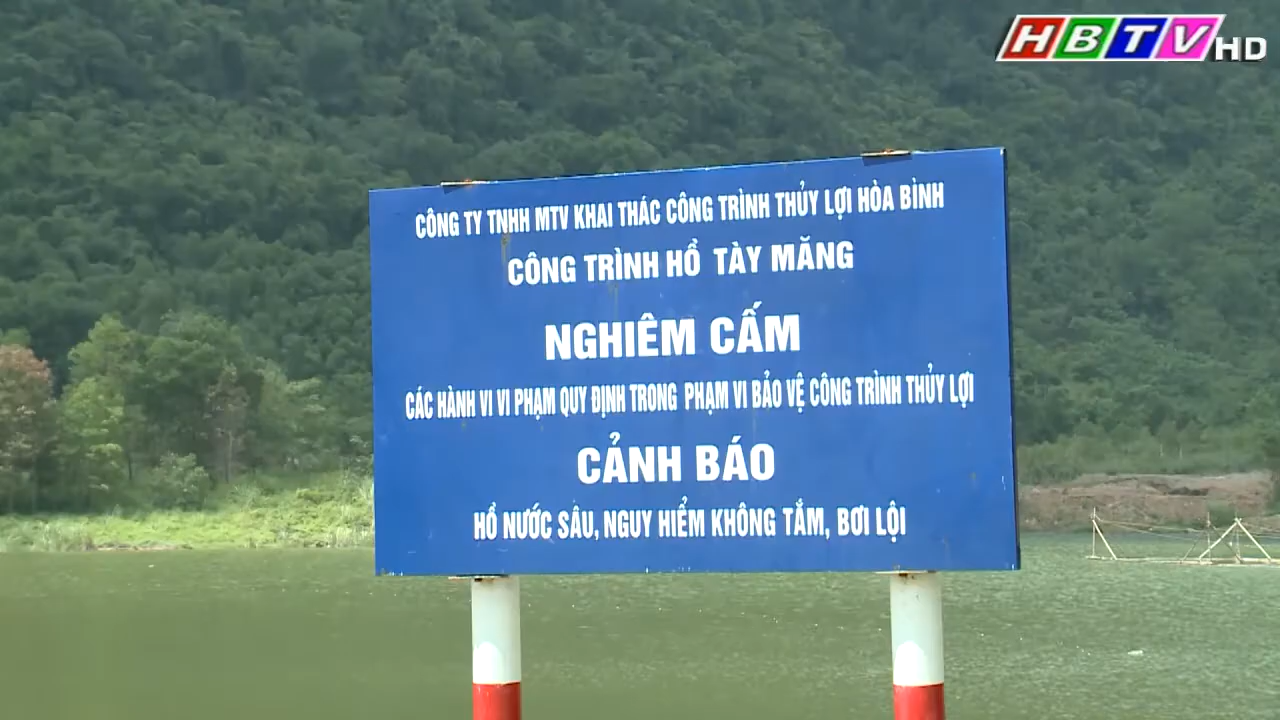 HBTV HD
CÔNG TY TNHH MTV KHAI THÁC CÔNG TRÌNH THỦY LỢI HÒA BÌNH
CÔNG TRÌNH HỒ TÀY MĂNG
NGHIÊM CẤM
CÁC HÀNH VI VI PHẠM QUY ĐỊNH TRONG PHẠM VI BẢO VỆ CÔNG TRÌNH THỦY LỢI
CẢNH BÁO
HỒ NƯỚC SÂU, NGUY HIỂM KHÔNG TẮM, BƠI LỘI